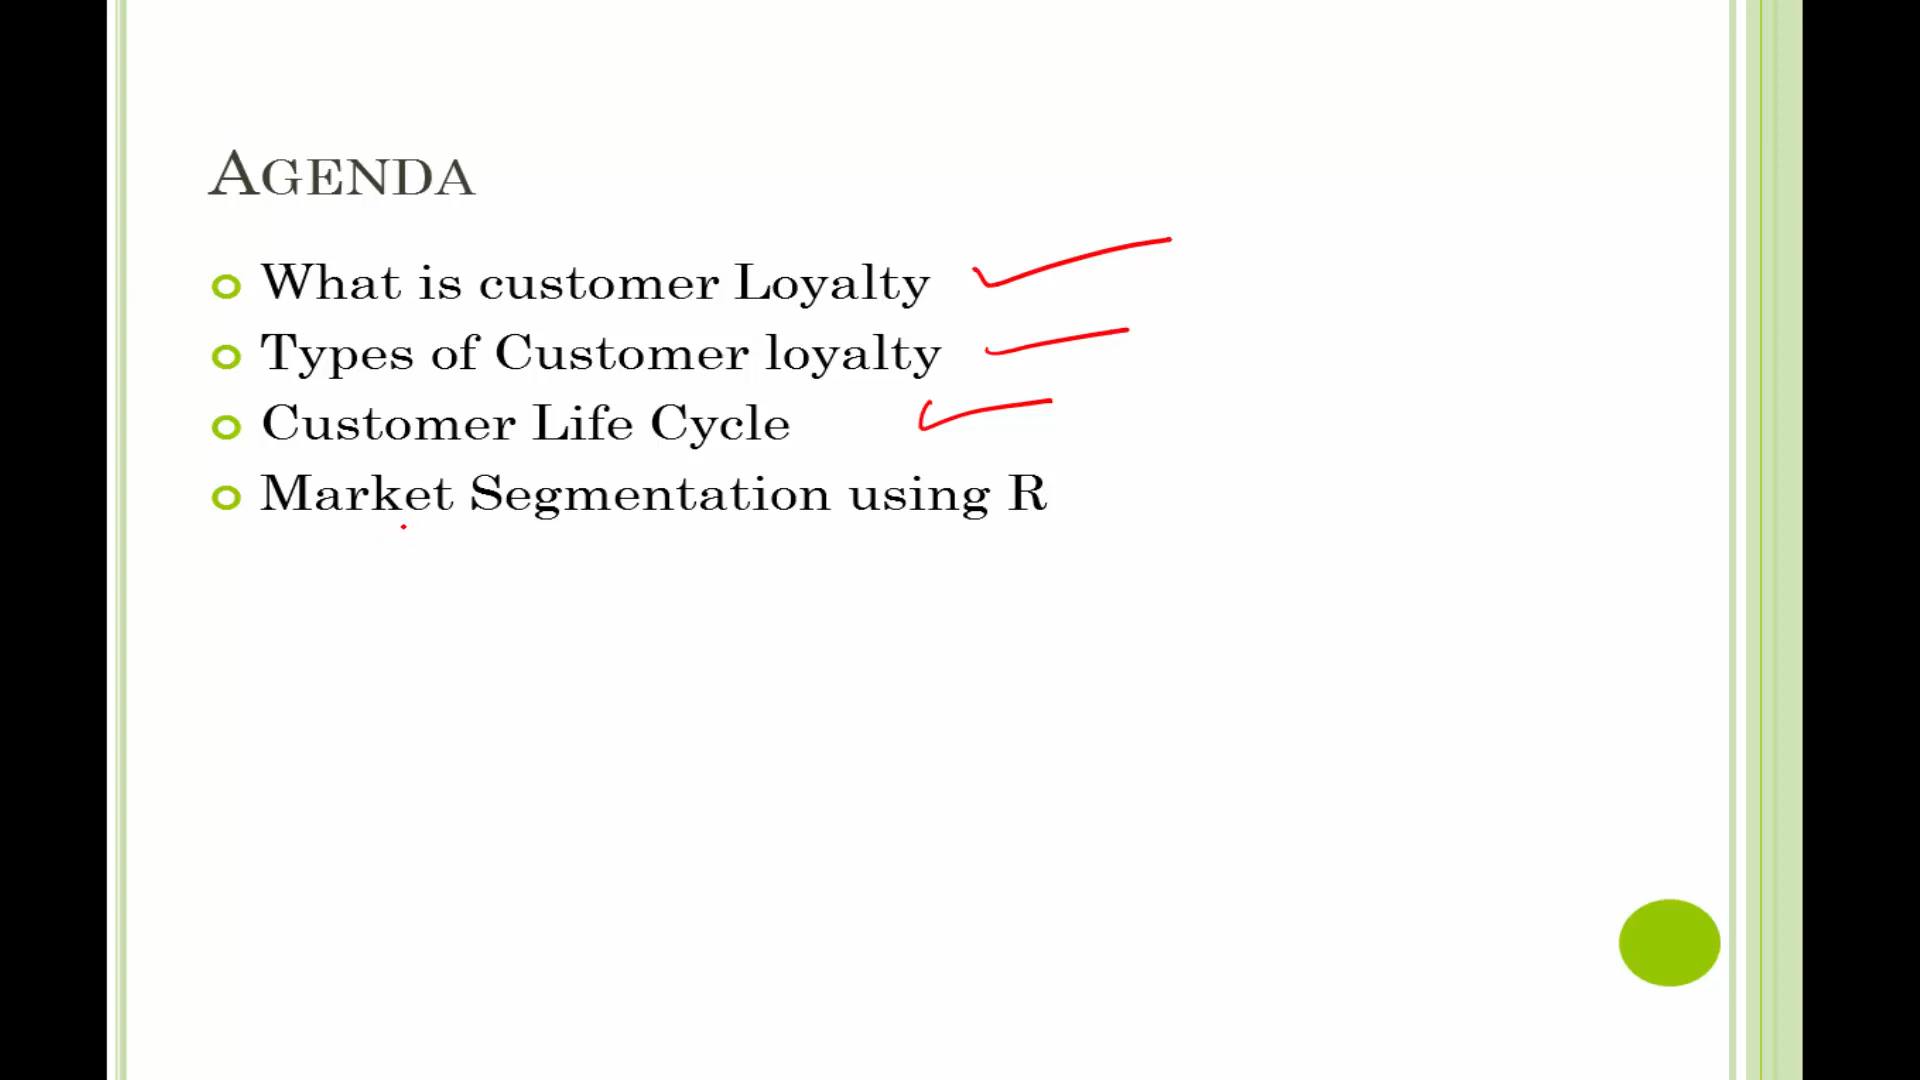 AGENDA
What is customer Loyalty
Types of Customer loyalty
Customer Life Cycle
Market Segmentation using R